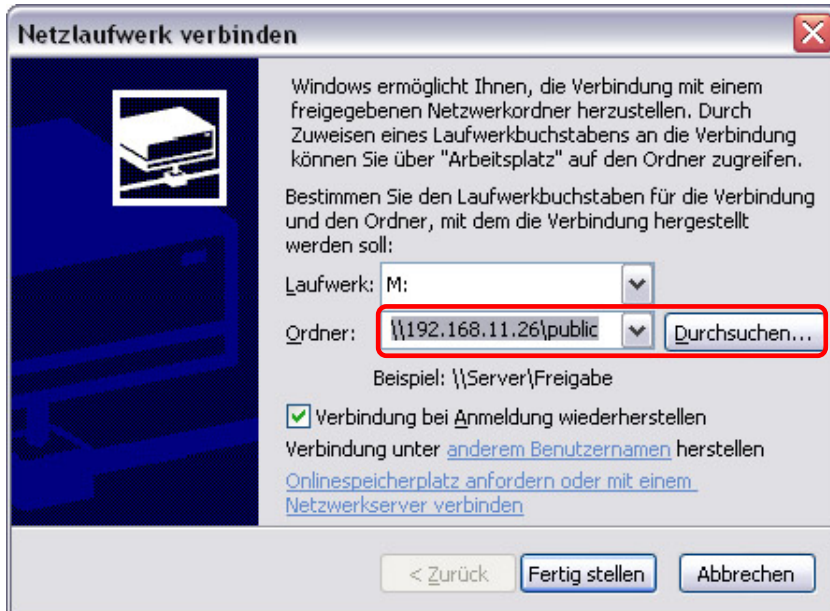 Netzlaufwerk verbinden
Windows ermöglicht Ihnen, die Verbindung mit einem
freigegebenen Netzwerkordner herzustellen. Durch
Zuweisen eines Laufwerkbuchstabens an die Verbindung
können Sie über "Arbeitsplatz" auf den Ordner zugreifen.
Bestimmen Sie den Laufwerkbuchstaben für die Verbindung
und den Ordner, mit dem die Verbindung hergestellt
werden soll:
Laufwerk: M:
Ordner: \\192.168.11.26\public Durchsuchen...
Beispiel: \\Server\Freigabe
Verbindung bei Anmeldung wiederherstellen
Verbindung unter anderem Benutzernamen herstellen
Onlinespeicherplatz anfordern oder mit einem
Netzwerkserver verbinden
< Zurück Fertig stellen Abbrechen